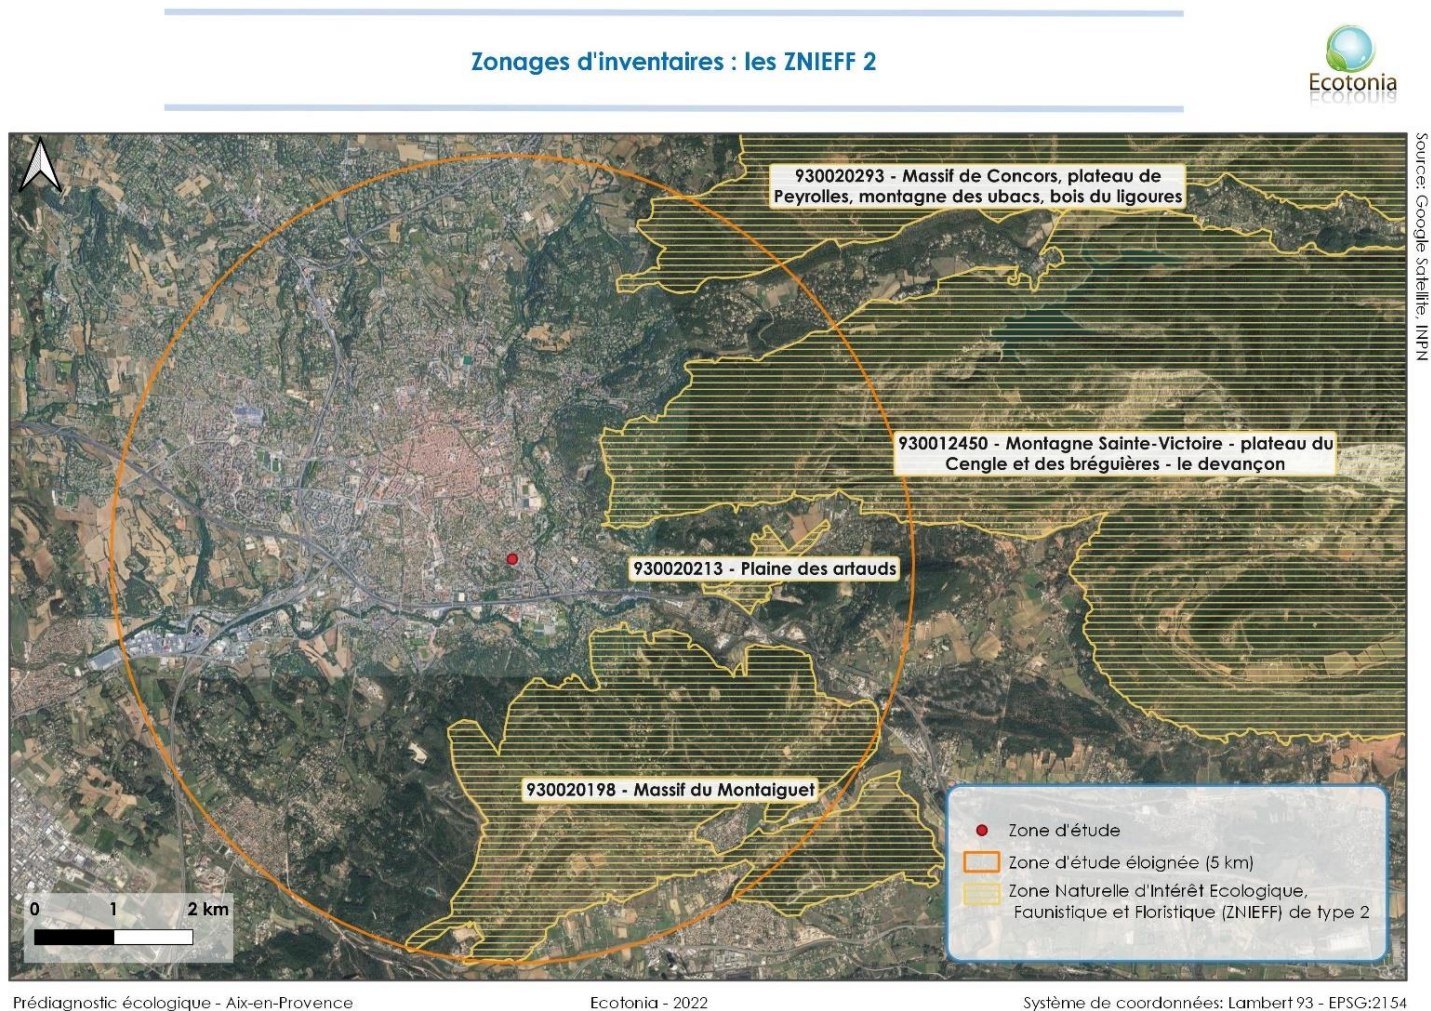 Zonages d'inventaires : les ZNIEFF 2
Ecotonia
930020293 - Massif de Concors, plateau de
Peyrolles, montagne des ubacs, bois du ligoures
Source: Google Satellite, INPN
930012450 - Montagne Sainte-Victoire - plateau du
Cengle et des bréguières - le devançon
930020213 - Plaine des artauds
930020198 - Massif du Montaiguet
Zone d'étude
Zone d'étude éloignée (5 km)
Zone Naturelle d'Intérêt Ecologique,
Faunistique et Floristique (ZNIEFF) de type 2
0 1 2 km
Prédiagnostic écologique - Aix-en-Provence
Ecotonia - 2022
Système de coordonnées: Lambert 93 - EPSG:2154